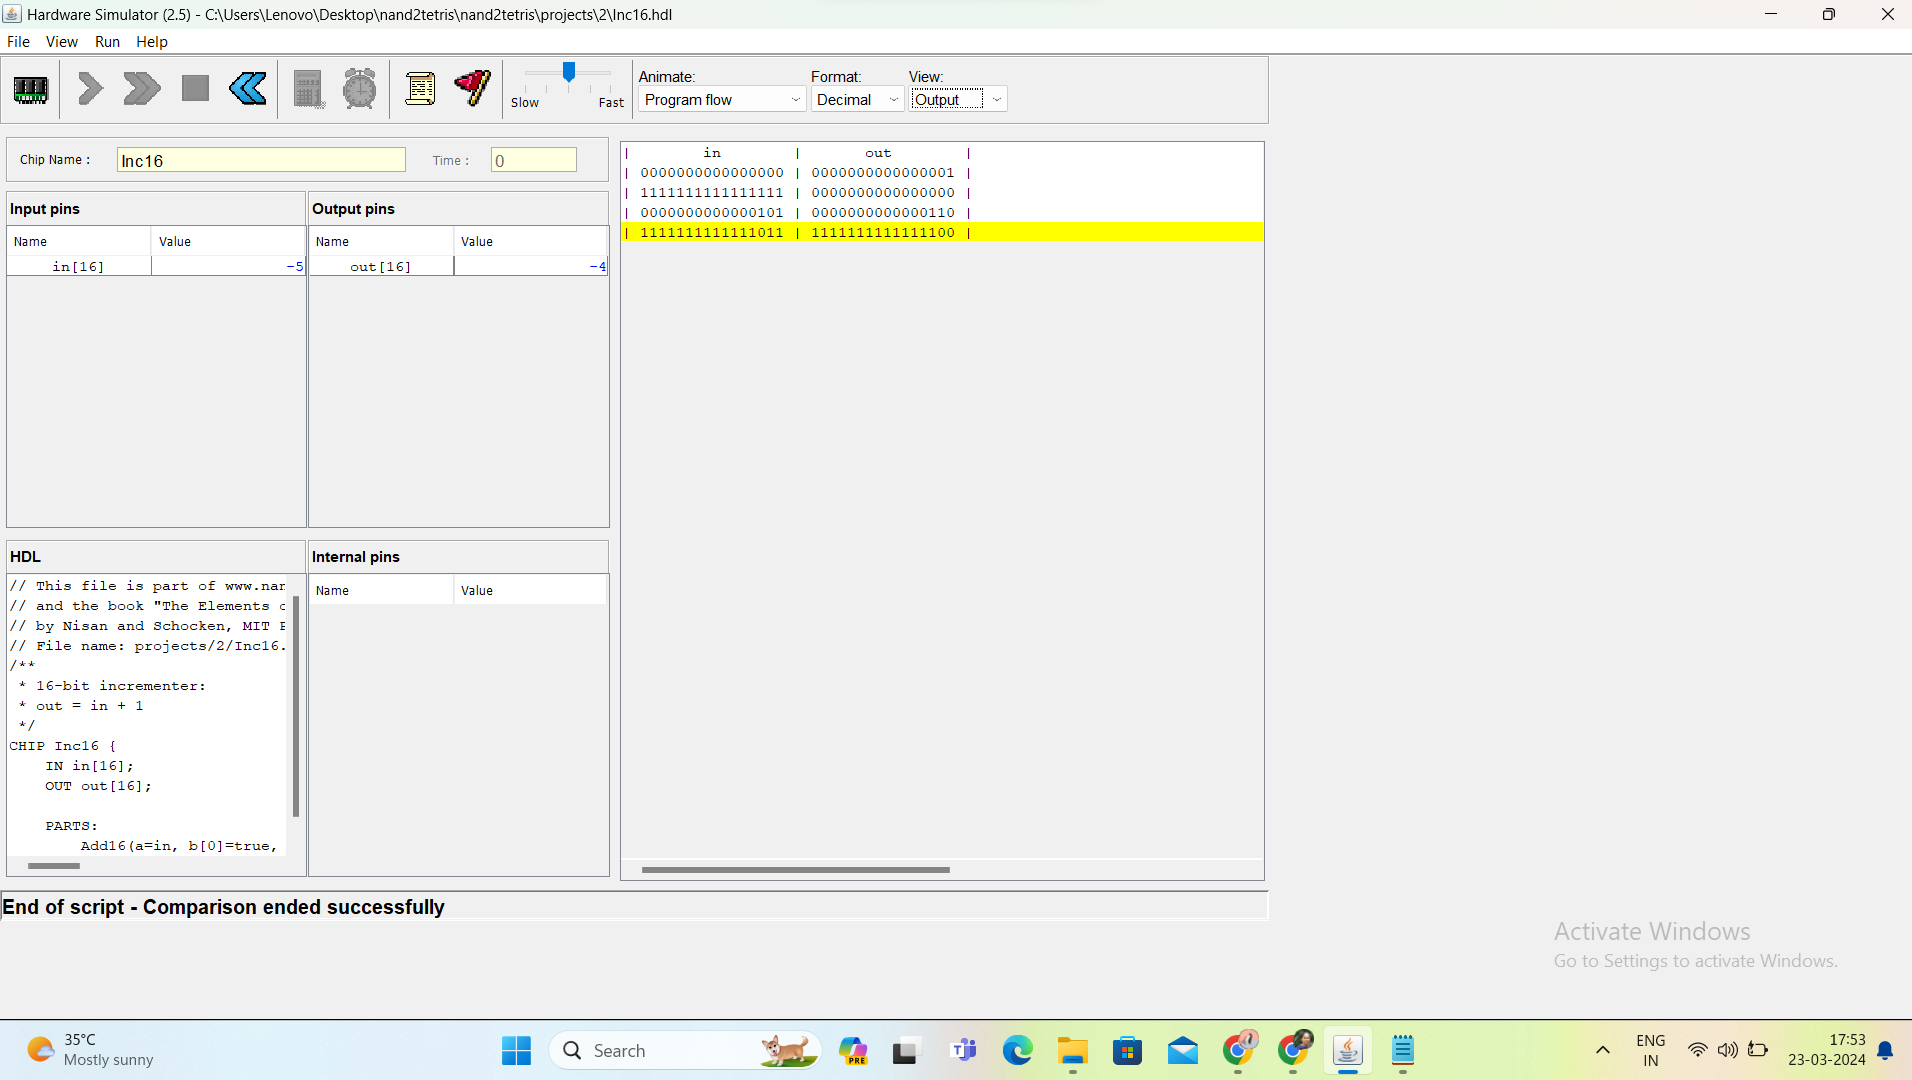 Hardware Simulator (2.5) - C:\Users\Lenovo\Desktop\nand2tetris\nand2tetris\projects\2\Inc16.hdl
File View Run Help
Slow Fast
Animate: Format: View:
Program flow Decimal Output
Chip Name : Inc16 Time : 0
Input pins
Name Value
in[16] -5
Output pins
Name Value
out[16] -4
| in | out |
| 0000000000000000 | 0000000000000001 |
| 1111111111111111 | 0000000000000000 |
| 0000000000000101 | 0000000000000110 |
| 1111111111111011 | 1111111111111100 |
HDL
// This file is part of www.nan
// and the book "The Elements o
// by Nisan and Schocken, MIT P
// File name: projects/2/Inc16.
/**
* 16-bit incrementer:
* out = in + 1
*/
CHIP Inc16 {
IN in[16];
OUT out[16];
PARTS:
Add16(a=in, b[0]=true,
Internal pins
Name Value
End of script - Comparison ended successfully
Activate Windows
Go to Settings to activate Windows.
35°C
Mostly sunny
Search
PRE
ENG
IN
17:53
23-03-2024